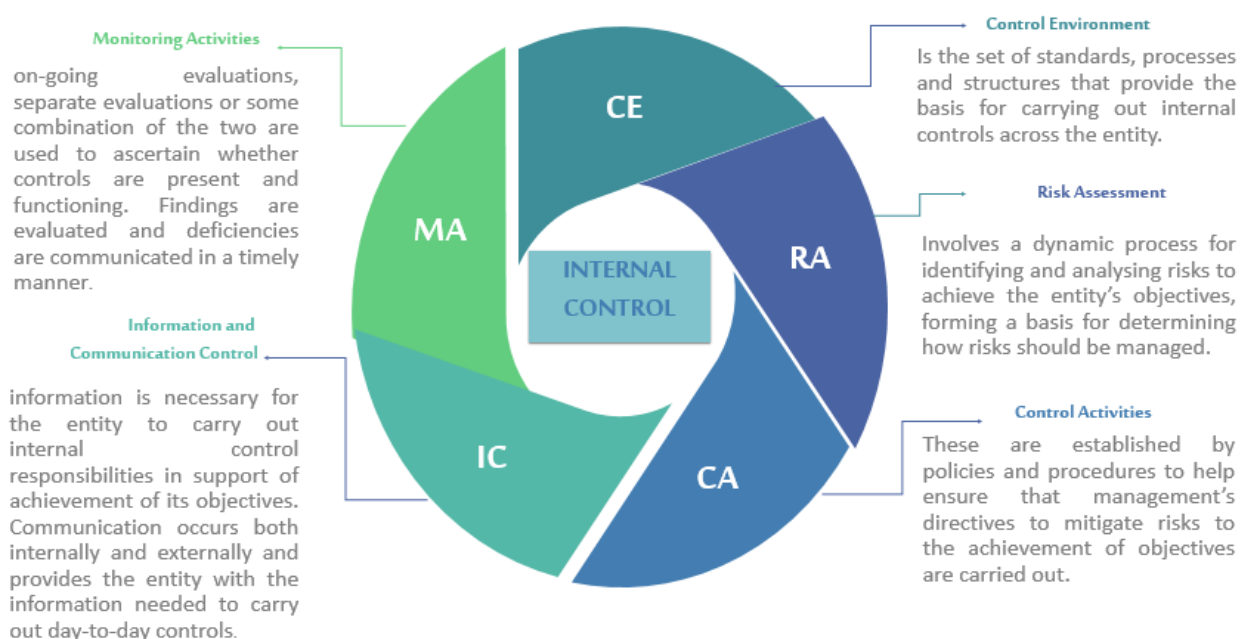 Monitoring Activities
on-going evaluations,
separate evaluations or some
combination of the two are
used to ascertain whether
controls are present and
functioning. Findings are
evaluated and deficiencies
are communicated in a timely
manner.
Information and
Communication Control
information is necessary for
the entity to carry out
internal control
responsibilities in support of
achievement of its objectives.
Communication occurs both
internally and externally and
provides the entity with the
information needed to carry
out day-to-day controls.
CE
MA
RA
INTERNAL
CONTROL
IC
CA
Control Environment
Is the set of standards, processes
and structures that provide the
basis for carrying out internal
controls across the entity.
Risk Assessment
Involves a dynamic process for
identifying and analysing risks to
achieve the entity's objectives,
forming a basis for determining
how risks should be managed.
Control Activities
These are established by
policies and procedures to help
ensure that management's
directives to mitigate risks to
the achievement of objectives
are carried out.